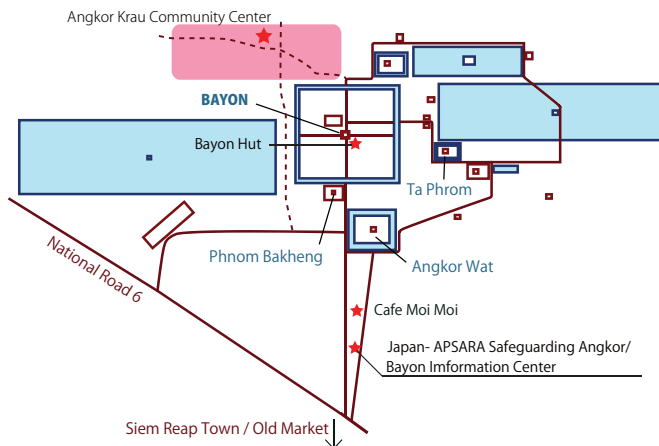 Angkor Krau Community Center
BAYON
Bayon Hut
Ta Phrom
Phnom Bakheng
Angkor Wat
National Road 6
Cafe Moi Moi
Japan- APSARA Safeguarding Angkor/
Bayon Imformation Center
Siem Reap Town / Old Market